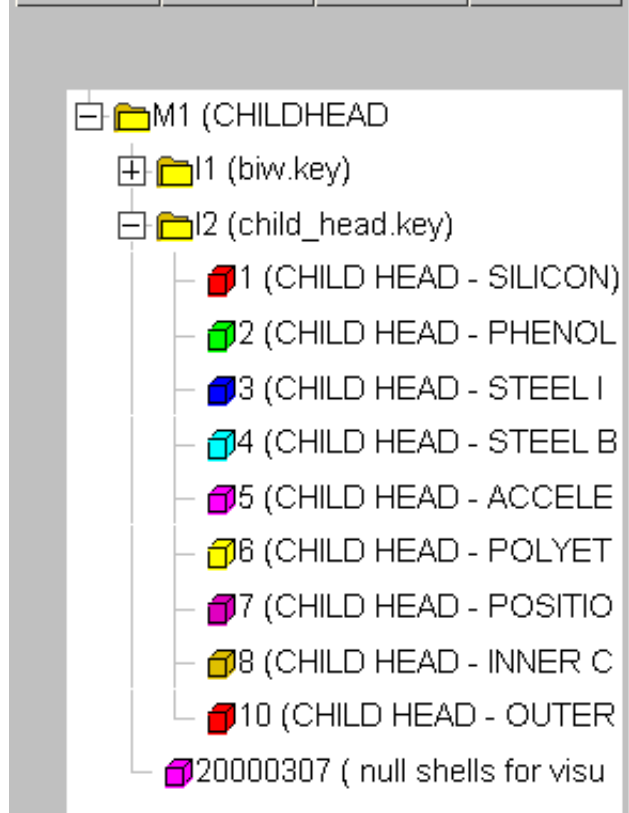 M1 (CHILDHEAD
I1 (biw.key)
I2 (child_head.key)
1 (CHILD HEAD - SILICON)
2 (CHILD HEAD - PHENOL
3 (CHILD HEAD - STEEL I
4 (CHILD HEAD - STEEL B
5 (CHILD HEAD - ACCELE
6 (CHILD HEAD - POLYET
7 (CHILD HEAD - POSITIO
8 (CHILD HEAD - INNER C
10 (CHILD HEAD - OUTER
20000307 ( null shells for visu